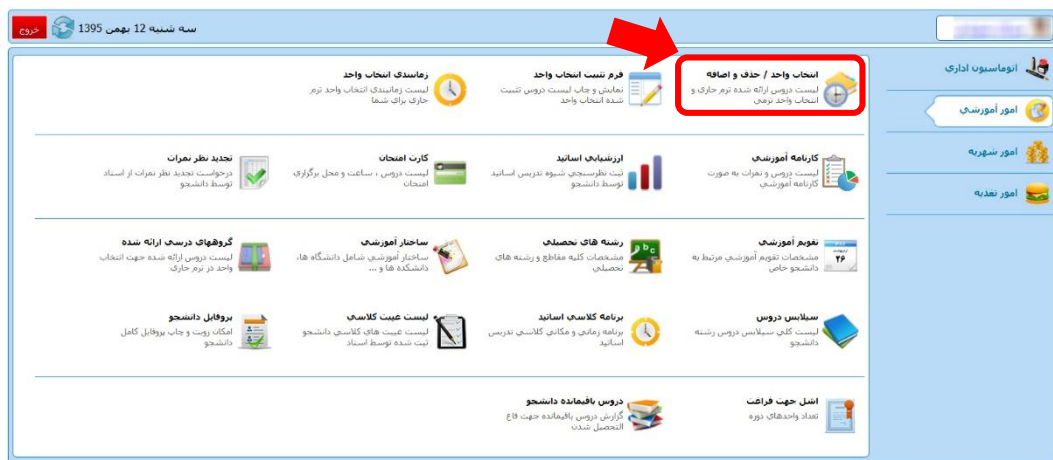 سه شنبه 12 بهمن 1395
خروج
اتوماسیون اداری
امور آموزشی
امور شهریه
امور تغذیه
انتخاب واحد / حذف و اضافه
لیست دروس ارائه شده ترم جاری و
انتخاب واحد ترمی
فرم تثبیت انتخاب واحد
نمایش و چاپ لیست دروس تثبیت
شده انتخاب واحد
زمانبندی انتخاب واحد
لیست زمانبندی انتخاب واحد ترم
جاری برای شما
کارنامه آموزشی
لیست دروس و نمرات به صورت
کارنامه آموزشی
ارزشیابی اساتید
ثبت نظرسنجی شیوه تدریس اساتید
توسط دانشجو
کارت امتحان
لیست دروس ، ساعت و محل برگزاری
امتحان
تجدید نظر نمرات
درخواست تجدید نظر نمرات از استاد
توسط دانشجو
تقویم آموزشی
مشخصات تقویم آموزشی مرتبط به
دانشجو خاص
۲۶
رشته های تحصیلی
مشخصات کلیه مقاطع و رشته های
تحصیلی
ساختار آموزشی
ساختار آموزشی شامل دانشگاه ها،
دانشکده ها و ...
گروههای درسی ارائه شده
لیست دروس ارائه شده جهت انتخاب
واحد در ترم جاری
سیلابس دروس
لیست کلی سیلابس دروس رشته
دانشجو
برنامه کلاسی اساتید
برنامه زمانی و مکانی کلاسی تدریس
اساتید
لیست غیبت کلاسی
لیست غیبت های کلاسی دانشجو
ثبت شده توسط استاد
پروفایل دانشجو
امکان رویت و چاپ پروفایل کامل
دانشجو
اشل جهت فراغت
تعداد واحدهای دوره
دروس باقیمانده دانشجو
گزارش دروس باقیمانده جهت فاغ
التحصیل شدن